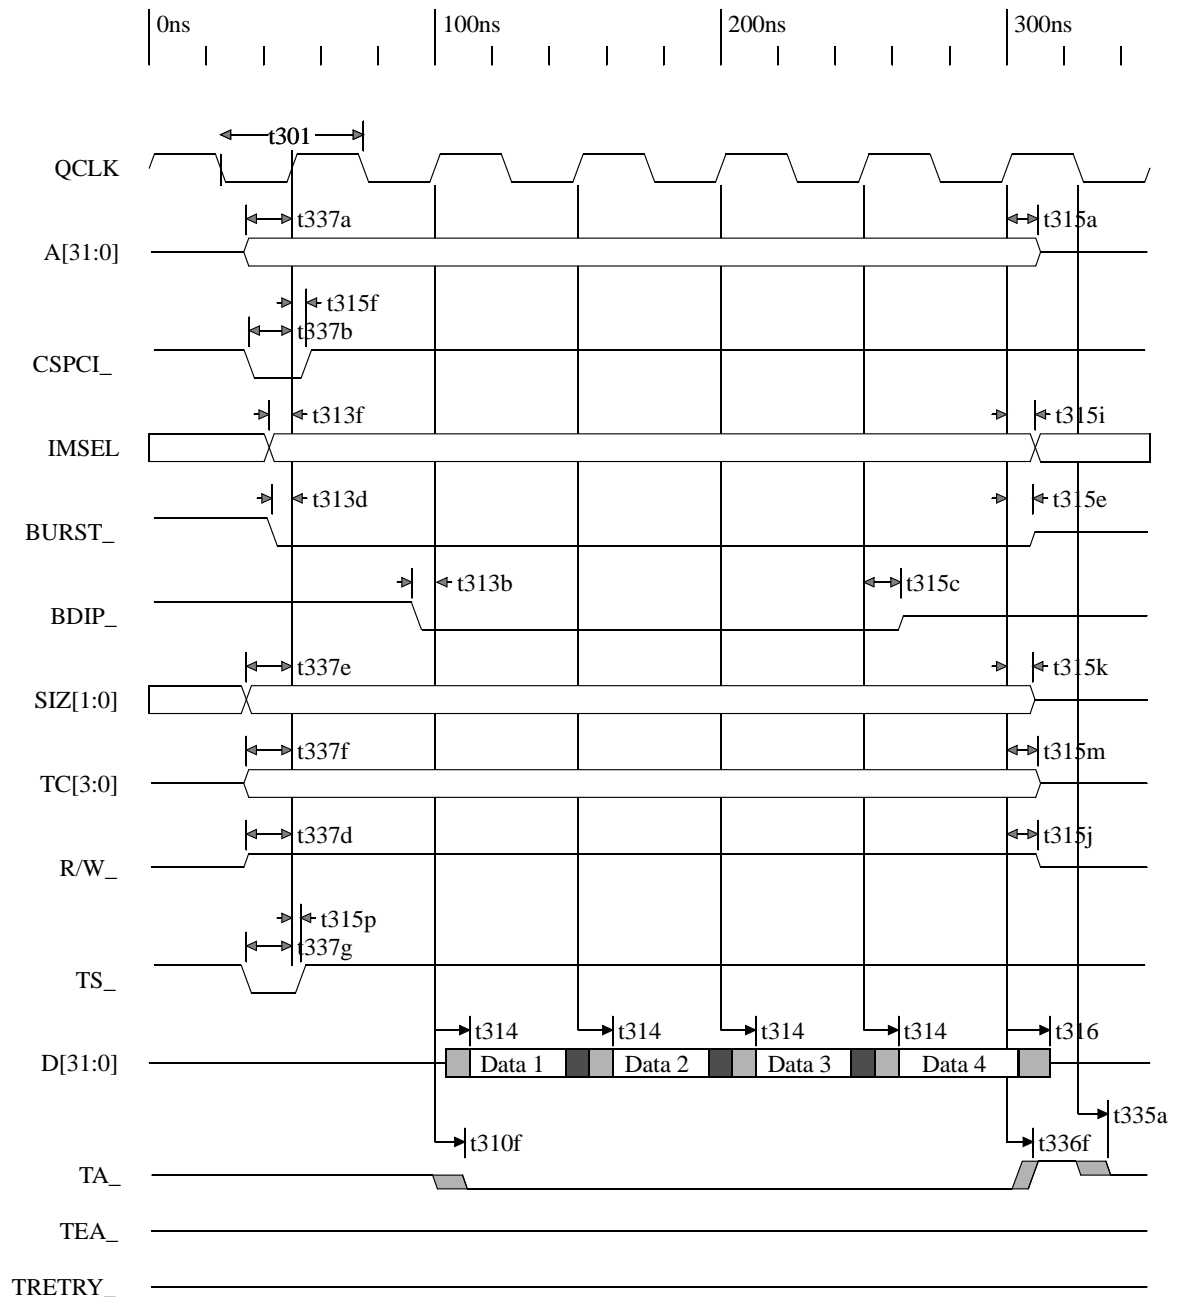 0ns 100ns 200ns 300ns
t301
QCLK
t337a t315a
A[31:0]
t315f
t337b
CSPCI_
t313f t315i
IMSEL
t313d t315e
BURST_
t313b t315c
BDIP_
t337e t315k
SIZ[1:0]
t337f t315m
TC[3:0]
t337d t315j
R/W_
t315p
t337g
TS_
t314 t314 t314 t314 t316
D[31:0] Data 1 Data 2 Data 3 Data 4
t335a
t310f t336f
TA_
TEA_
TRETRY_